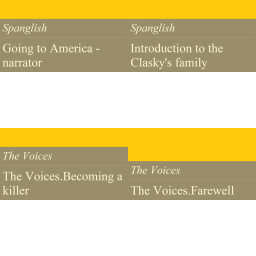 Spanglish
Going to America -
narrator
Spanglish
Introduction to the
Clasky's family
The Voices
The Voices.Becoming a
killer
The Voices
The Voices.Farewell